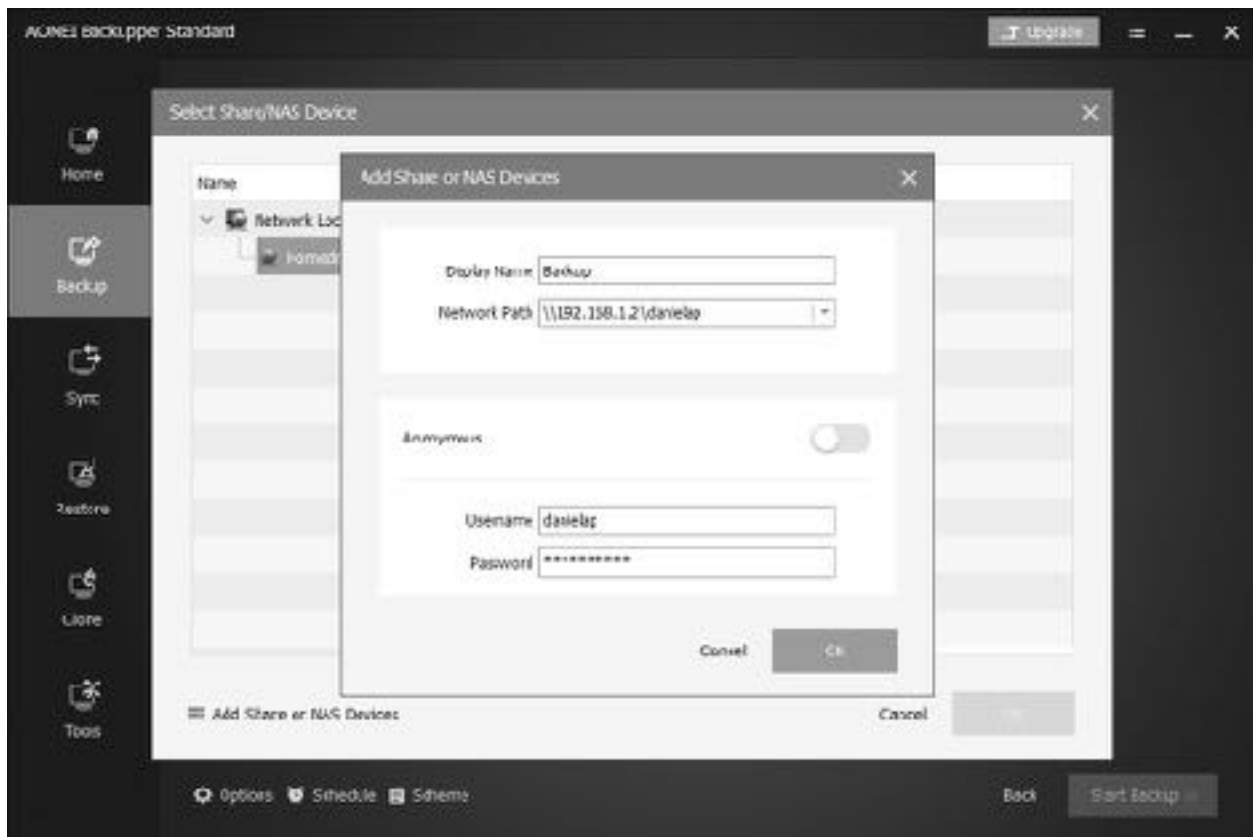 AOMEI Backupper Standard
Upgrade
Select Share/NAS Device
Home
Name
Add Share or NAS Devices
Network Loc
Display Name Backup
Backup
Network Path \\192.168.1.2\danielap
Sync
Anonymous
Restore
Username danielap
Password ***********
Clone
Cancel OK
Add Share or NAS Devices
Cancel
Tools
Options Schedule Scheme
Back Start Backup